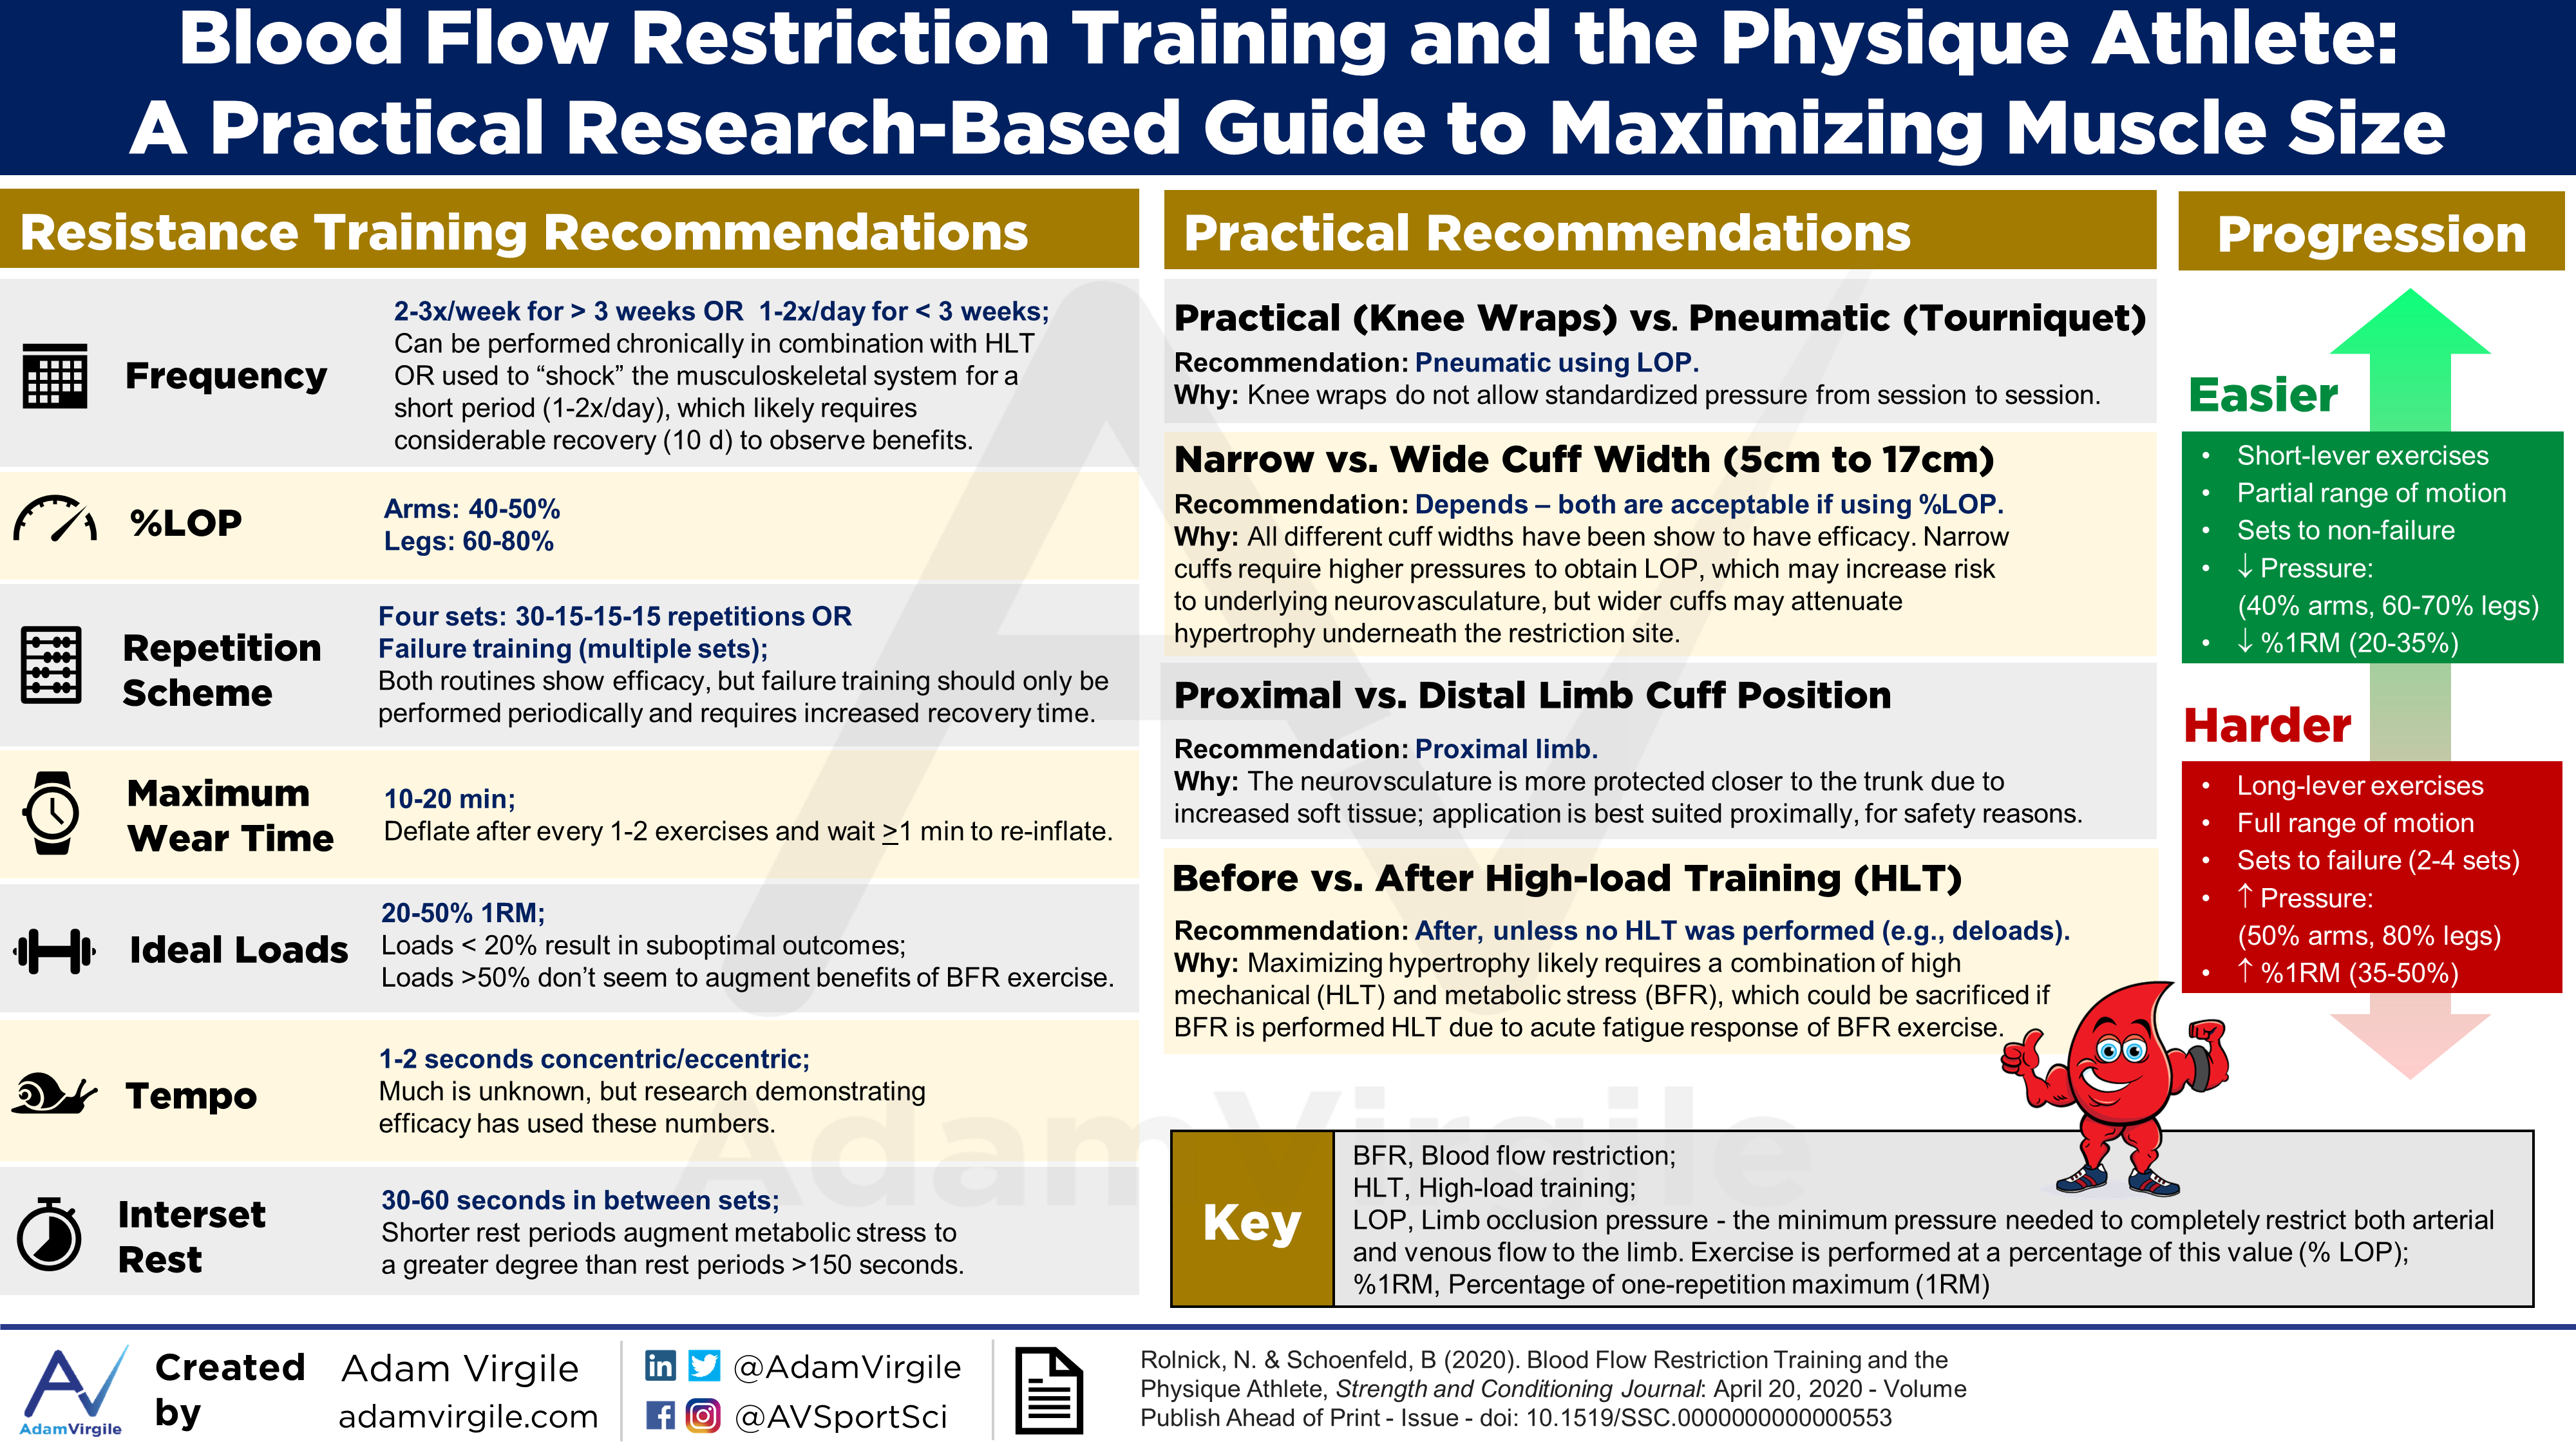 Blood Flow Restriction Training and the Physique Athlete:
A Practical Research-Based Guide to Maximizing Muscle Size
Resistance Training Recommendations
Frequency
2-3x/week for > 3 weeks OR 1-2x/day for < 3 weeks;
Can be performed chronically in combination with HLT
OR used to “shock” the musculoskeletal system for a
short period (1-2x/day), which likely requires
considerable recovery (10 d) to observe benefits.
%LOP
Arms: 40-50%
Legs: 60-80%
Repetition
Scheme
Four sets: 30-15-15-15 repetitions OR
Failure training (multiple sets);
Both routines show efficacy, but failure training should only be
performed periodically and requires increased recovery time.
Maximum
Wear Time
10-20 min;
Deflate after every 1-2 exercises and wait ≥1 min to re-inflate.
Ideal Loads
20-50% 1RM;
Loads < 20% result in suboptimal outcomes;
Loads >50% don’t seem to augment benefits of BFR exercise.
Tempo
1-2 seconds concentric/eccentric;
Much is unknown, but research demonstrating
efficacy has used these numbers.
Interset
Rest
30-60 seconds in between sets;
Shorter rest periods augment metabolic stress to
a greater degree than rest periods >150 seconds.
Practical Recommendations
Practical (Knee Wraps) vs. Pneumatic (Tourniquet)
Recommendation: Pneumatic using LOP.
Why: Knee wraps do not allow standardized pressure from session to session.
Narrow vs. Wide Cuff Width (5cm to 17cm)
Recommendation: Depends – both are acceptable if using %LOP.
Why: All different cuff widths have been show to have efficacy. Narrow
cuffs require higher pressures to obtain LOP, which may increase risk
to underlying neurovasculature, but wider cuffs may attenuate
hypertrophy underneath the restriction site.
Proximal vs. Distal Limb Cuff Position
Recommendation: Proximal limb.
Why: The neurovsculature is more protected closer to the trunk due to
increased soft tissue; application is best suited proximally, for safety reasons.
Before vs. After High-load Training (HLT)
Recommendation: After, unless no HLT was performed (e.g., deloads).
Why: Maximizing hypertrophy likely requires a combination of high
mechanical (HLT) and metabolic stress (BFR), which could be sacrificed if
BFR is performed HLT due to acute fatigue response of BFR exercise.
Progression
Easier
• Short-lever exercises
• Partial range of motion
• Sets to non-failure
• ↓ Pressure:
(40% arms, 60-70% legs)
• ↓ %1RM (20-35%)
Harder
• Long-lever exercises
• Full range of motion
• Sets to failure (2-4 sets)
• ↑ Pressure:
(50% arms, 80% legs)
• ↑ %1RM (35-50%)
AdamVirgile
Key
BFR, Blood flow restriction;
HLT, High-load training;
LOP, Limb occlusion pressure - the minimum pressure needed to completely restrict both arterial
and venous flow to the limb. Exercise is performed at a percentage of this value (% LOP);
%1RM, Percentage of one-repetition maximum (1RM)
AdamVirgile
Created
by
Adam Virgile
adamvirgile.com
in @AdamVirgile
f @AVSportSci
Rolnick, N. & Schoenfeld, B (2020). Blood Flow Restriction Training and the
Physique Athlete, Strength and Conditioning Journal: April 20, 2020 - Volume
Publish Ahead of Print - Issue - doi: 10.1519/SSC.0000000000000553